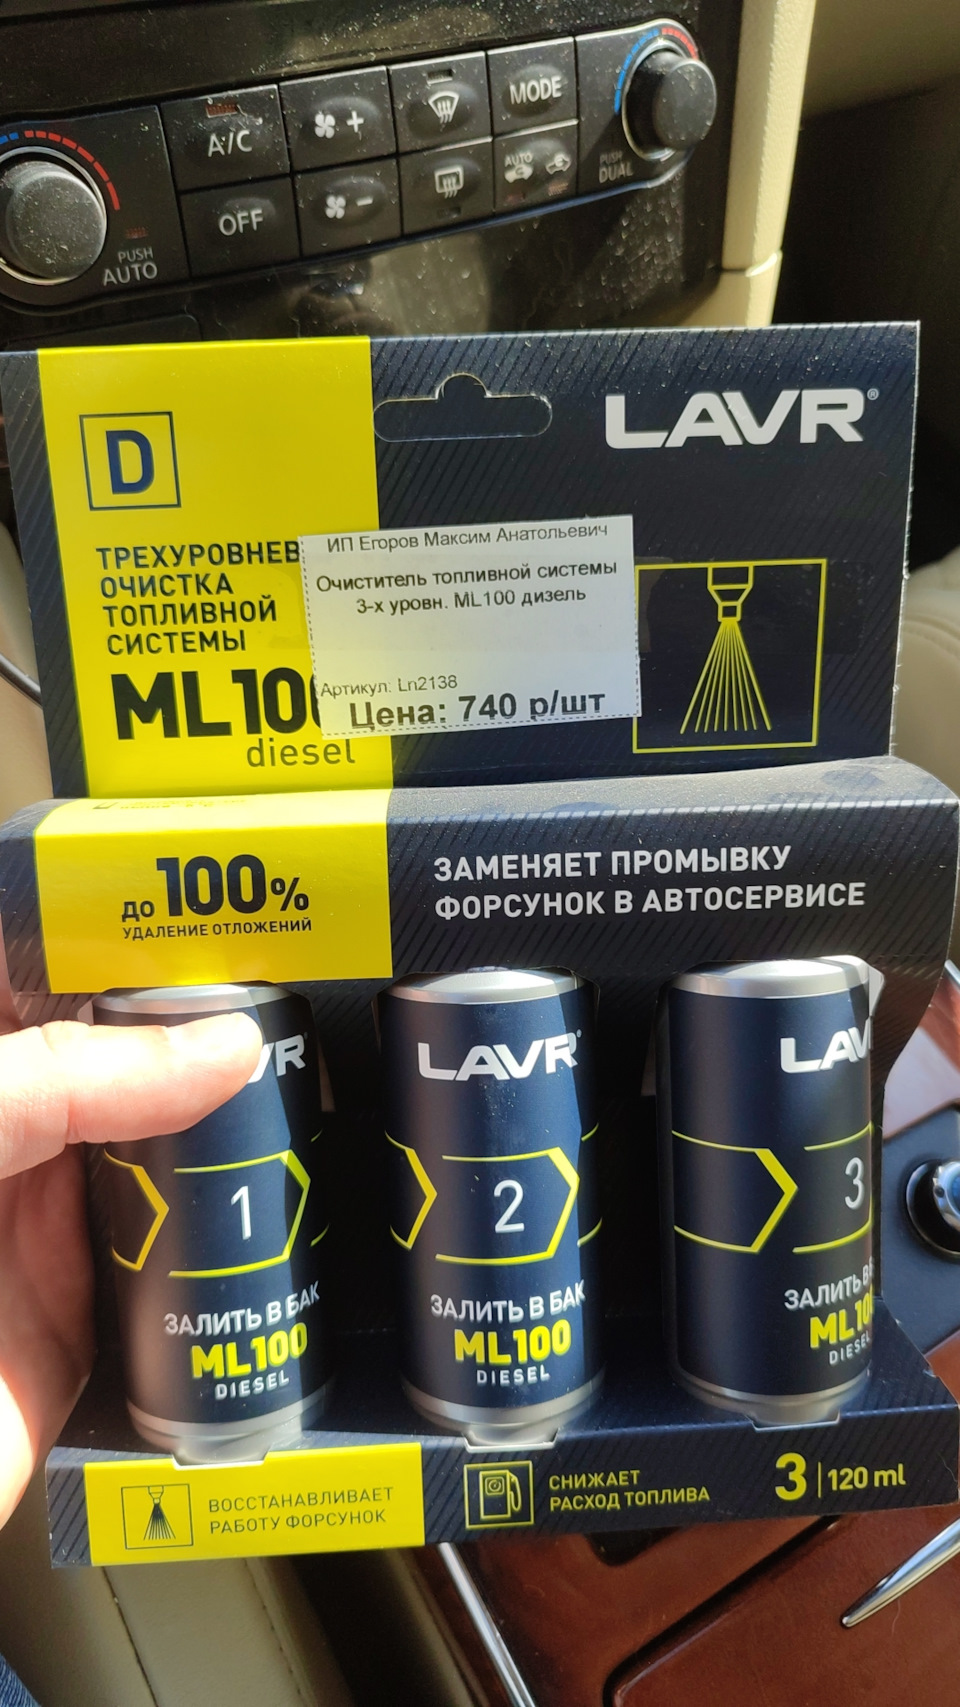 MODE
A/C
+
AUTO
PUSH
DUAL
OFF
-
PUSH
AUTO
D
LAVR®
ТРЕХУРОВНЕВ
ОЧИСТКА
ТОПЛИВНОЙ
СИСТЕМЫ
ML100
diesel
ИП Егоров Максим Анатольевич
Очиститель топливной системы
3-х уровн. ML100 дизель
Артикул: Ln2138
Цена: 740 р/шт
до 100%
УДАЛЕНИЕ ОТЛОЖЕНИЙ
ЗАМЕНЯЕТ ПРОМЫВКУ
ФОРСУНОК В АВТОСЕРВИСЕ
VR
1
ЗАЛИТЬ В БАК
ML100
DIESEL
LAVR
2
ЗАЛИТЬ В БАК
ML100
DIESEL
LAV
3
ЗАЛИТЬ В Б
ML10
DIESEL
ВОССТАНАВЛИВАЕТ
РАБОТУ ФОРСУНОК
СНИЖАЕТ
РАСХОД ТОПЛИВА
3 | 120 ml